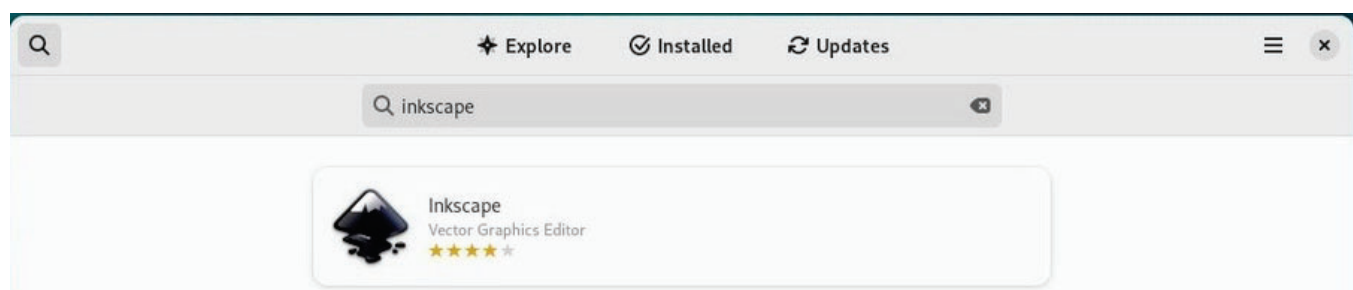 Explore Installed Updates
inkscape
Inkscape
Vector Graphics Editor